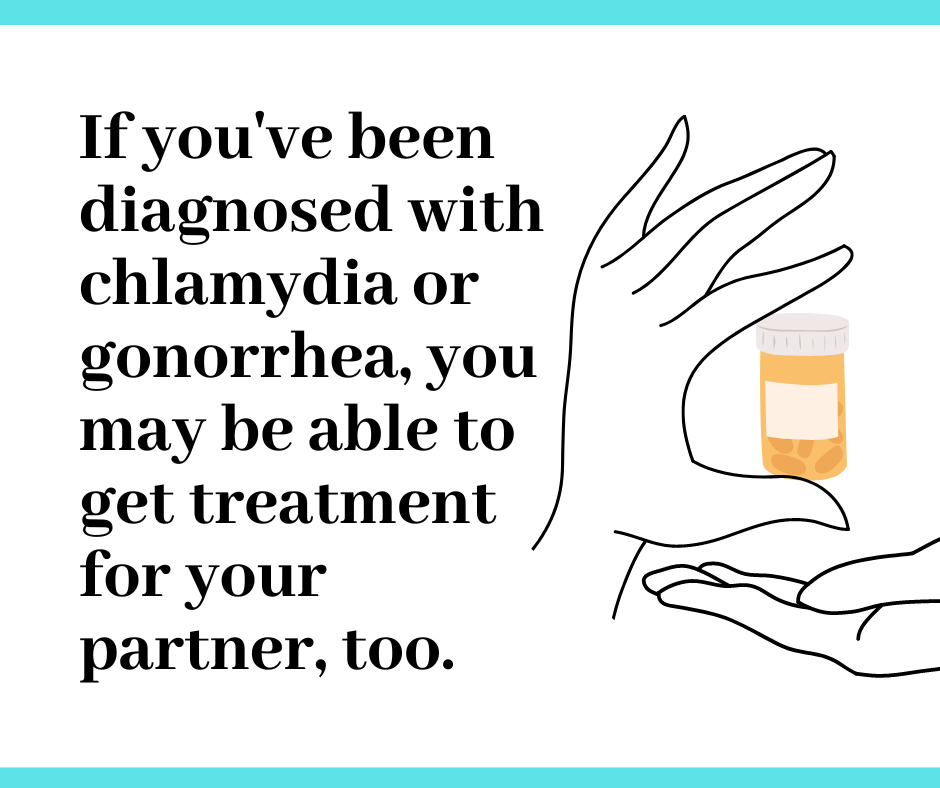 If you've been
diagnosed with
chlamydia or
gonorrhea, you
may be able to
get treatment
for your
partner, too.